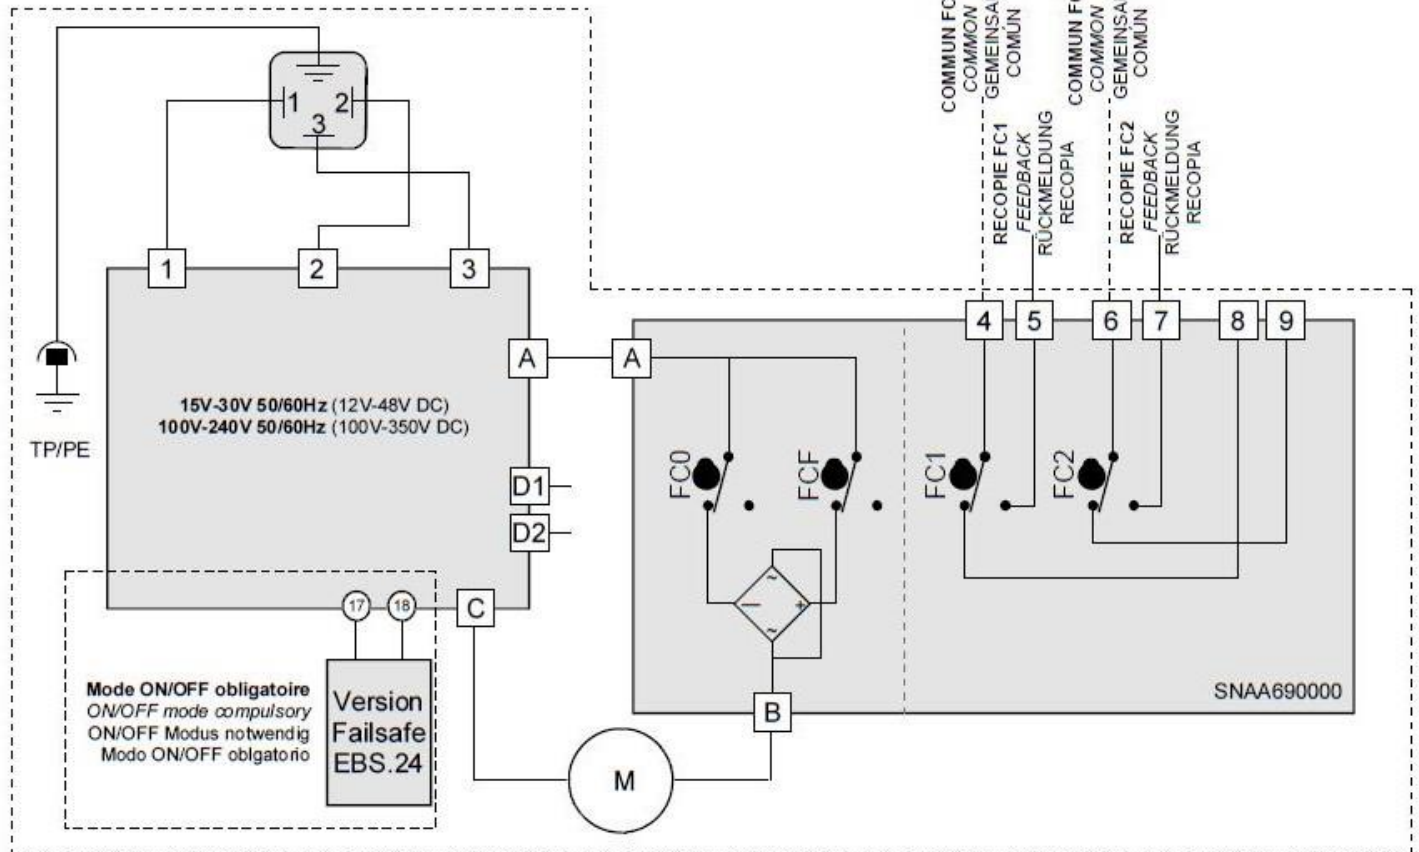 COMMUN FC
COMMON
GEMEINSA
COMÚN
COMMUN FC
COMMON
GEMEINSA
COMÚN
RECOPIE FC1
FEEDBACK
RÜCKMELDUNG
RECOPIA
RECOPIE FC2
FEEDBACK
RÜCKMELDUNG
RECOPIA
1 2
3
1 2 3
4 5 6 7 8 9
A A
15V-30V 50/60Hz (12V-48V DC)
100V-240V 50/60Hz (100V-350V DC)
TP/PE
FC0 FCF FC1 FC2
D1
D2
~
— +
~
17 18 C
Mode ON/OFF obligatoire
ON/OFF mode compulsory
ON/OFF Modus notwendig
Modo ON/OFF oblgatorio
Version
Failsafe
EBS.24
SNAA690000
B
M